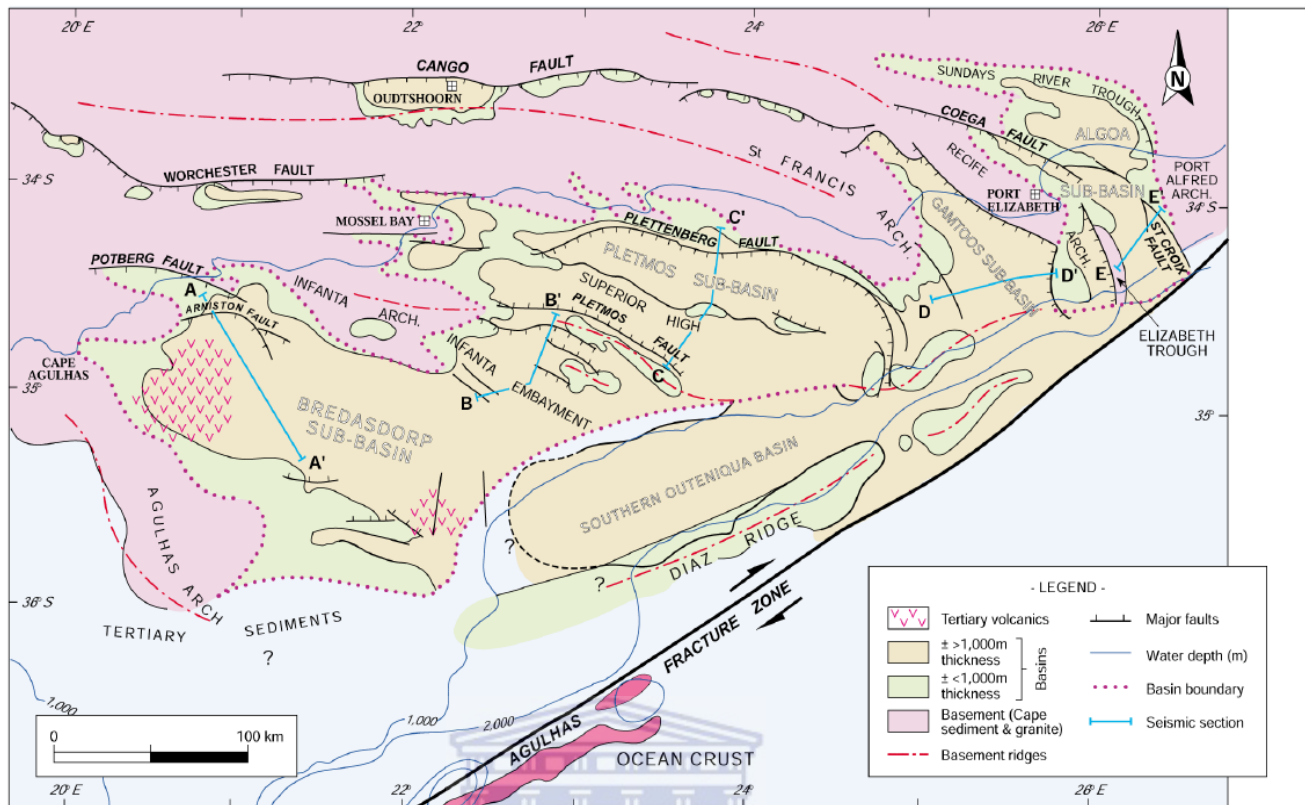 20° E
22°
26° E
N
CANGO FAULT
OUDTSHOORN
SUNDAYS RIVER TROUGH
COEGA FAULT
ALGOA
SUB-BASIN
St FRANCIS ARCH
RECIFE ARCH.
PORT ALFRED ARCH.
PORT ELIZABETH
WORCHESTER FAULT
34° S
34° S
MOSSEL BAY
C'
E'
PLETTENBERG FAULT
PLETMOS SUB-BASIN
GAMTOOS SUB-BASIN
ST CROIX FAULT
POTBERG FAULT
A
ARNISTON FAULT
INFANTA ARCH.
SUPERIOR HIGH
B'
PLETMOS FAULT
D
D'
E
ELIZABETH TROUGH
CAPE AGULHAS
35° S
35° S
INFANTA EMBAYMENT
C
B
BREDASDORP SUB-BASIN
A'
SOUTHERN OUTENIQUA BASIN
?
?
DIAZ RIDGE
AGULHAS ARCH
36° S
TERTIARY SEDIMENTS
?
AGULHAS FRACTURE ZONE
OCEAN CRUST
1,000
1,000
2,000
0
100 km
- LEGEND -
Tertiary volcanics
± >1,000m thickness
± <1,000m thickness
Basins
Basement (Cape sediment & granite)
Basement ridges
Major faults
Water depth (m)
Basin boundary
Seismic section
20° E
22°
24°
26° E